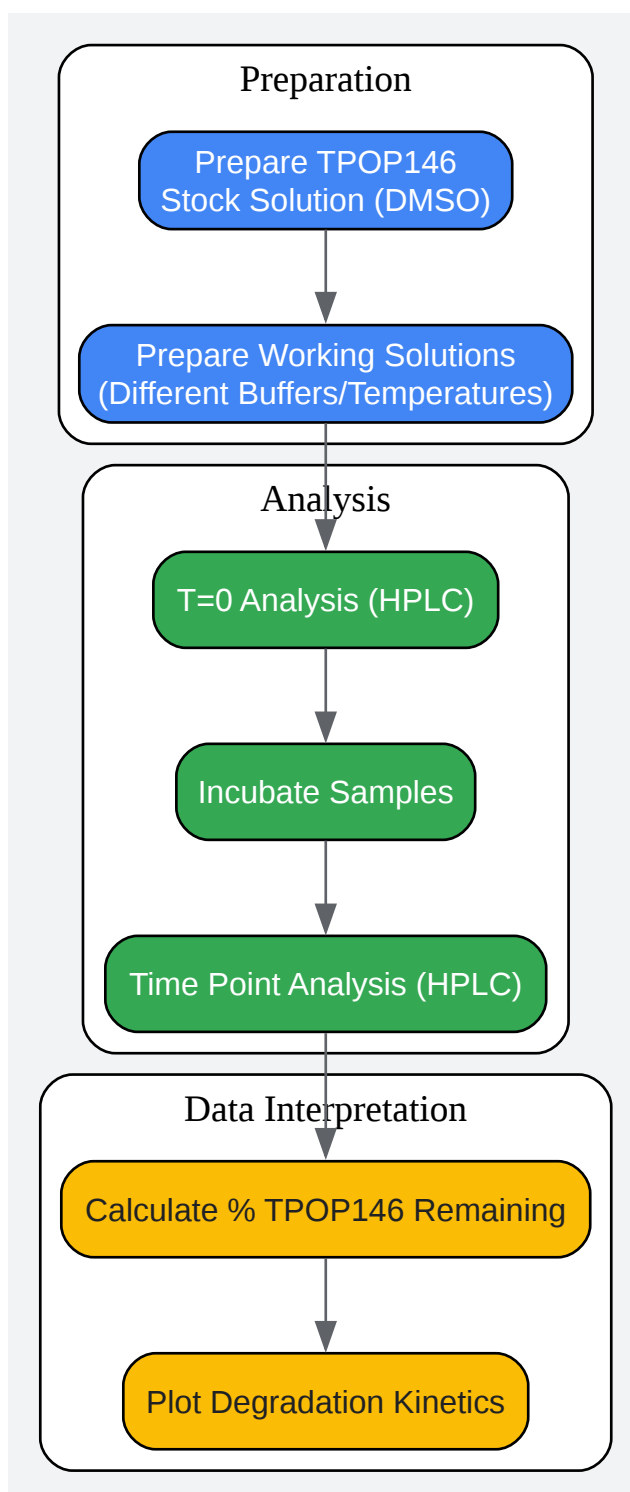 Preparation
Prepare TPOP146
Stock Solution (DMSO)
Prepare Working Solutions
(Different Buffers/Temperatures)
Analysis
T=0 Analysis (HPLC)
Incubate Samples
Time Point Analysis (HPLC)
Data Interpretation
Calculate % TPOP146 Remaining
Plot Degradation Kinetics